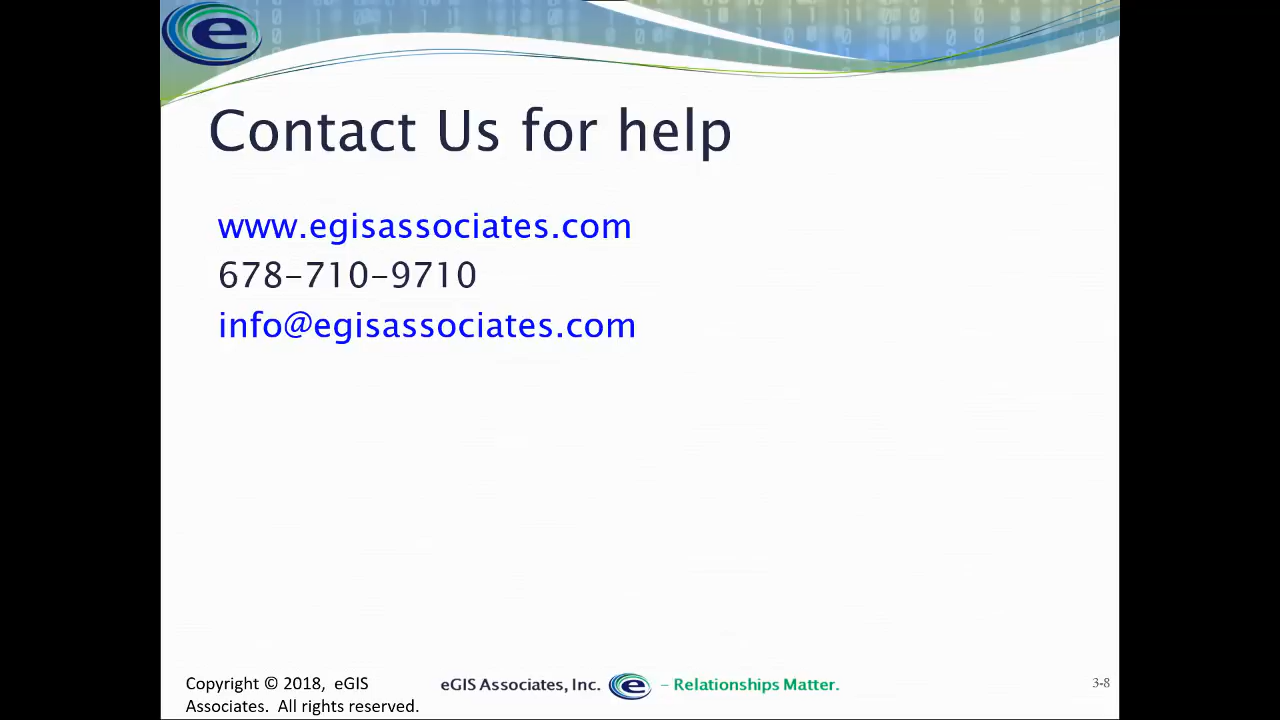 e
Contact Us for help
www.egisassociates.com
678-710-9710
info@egisassociates.com
Copyright © 2018, eGIS
Associates. All rights reserved.
eGIS Associates, Inc. e – Relationships Matter.
3-8